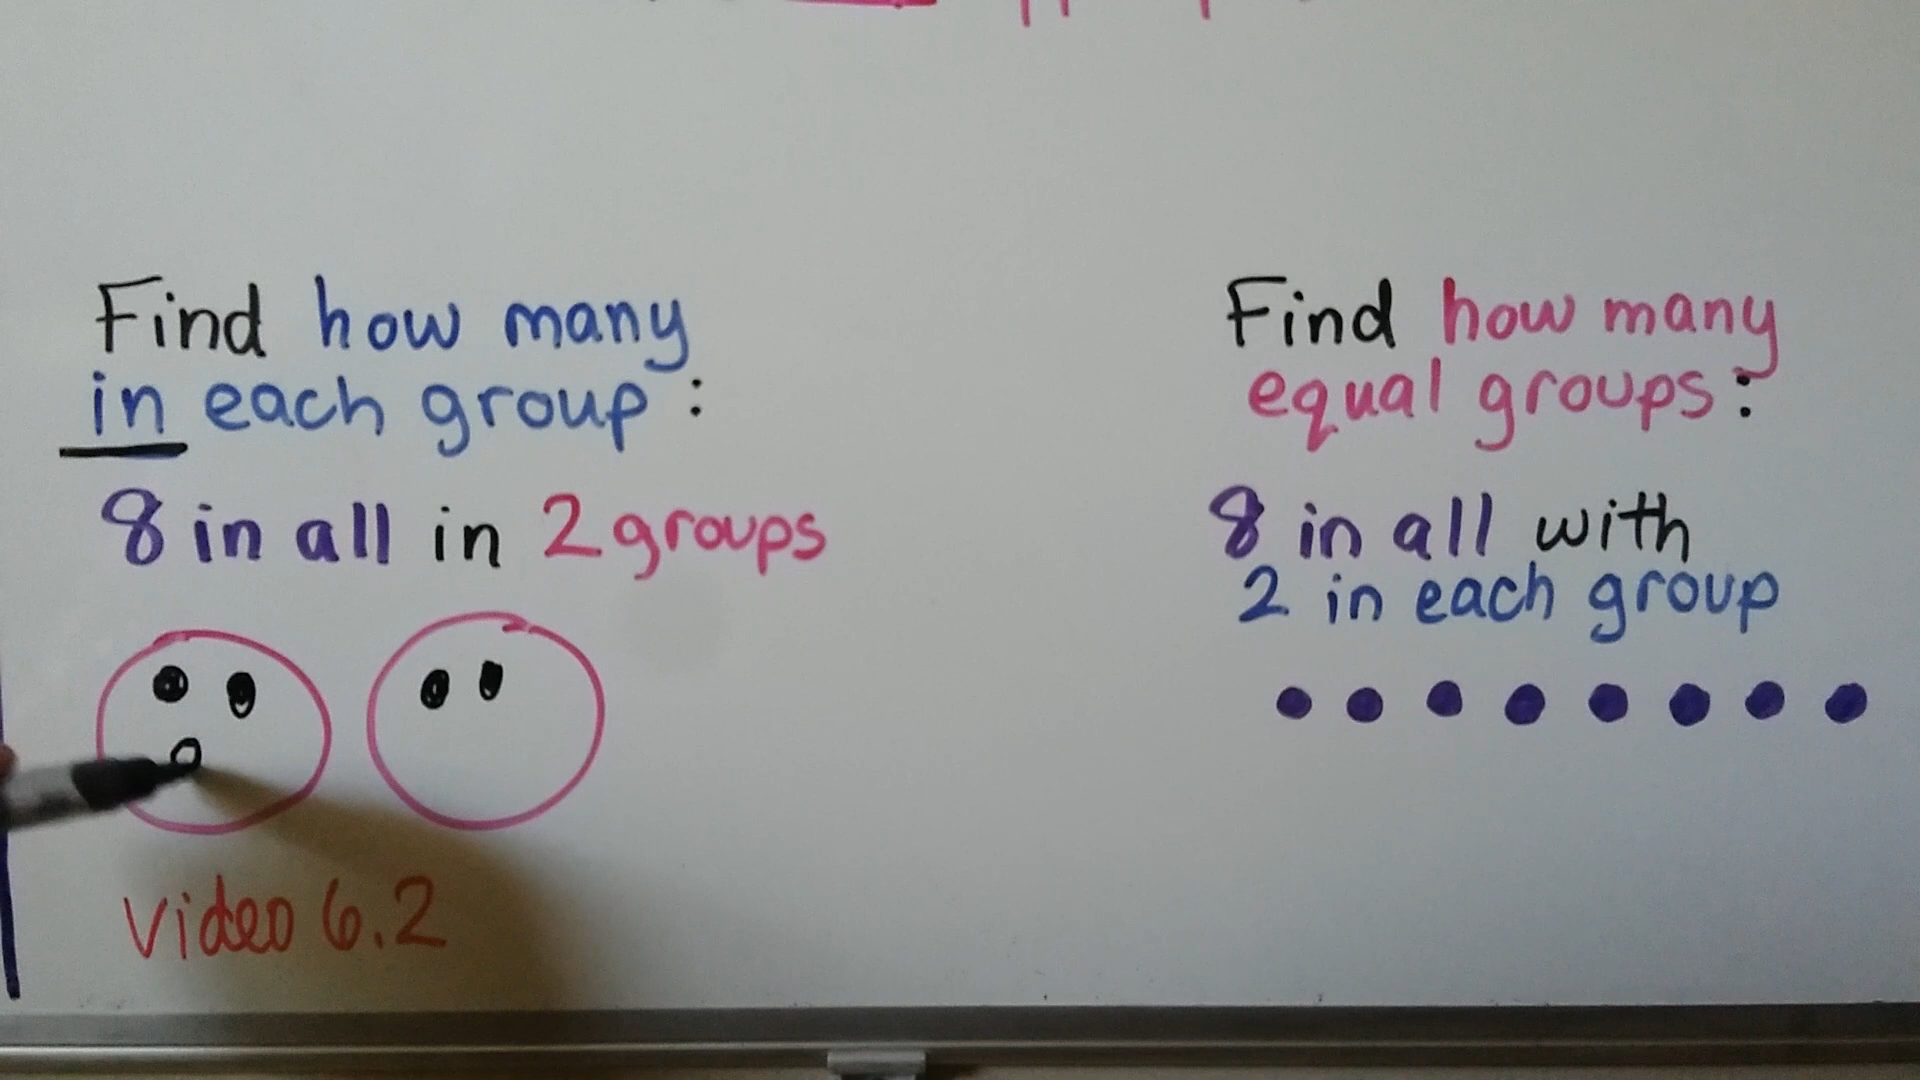 Find how many
in each group:
8 in all in 2 groups
video 6.2
Find how many
equal groups:
8 in all with
2 in each group